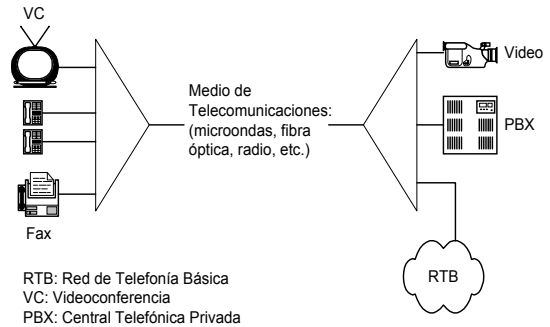 VC
Video
Medio de
Telecomunicaciones:
(microondas, fibra
óptica, radio, etc.)
PBX
Fax
RTB
RTB: Red de Telefonía Básica
VC: Videoconferencia
PBX: Central Telefónica Privada